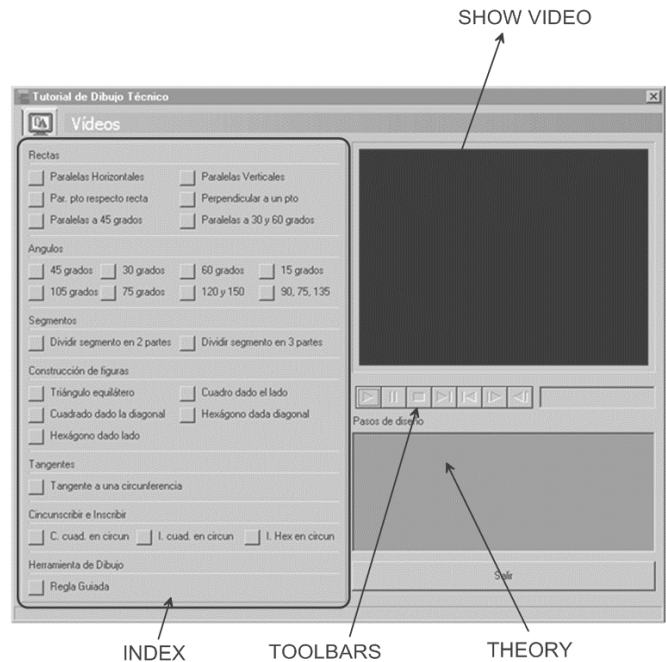 SHOW VIDEO
Tutorial de Dibujo Técnico
Vídeos
Rectas
Paralelas Horizontales Paralelas Verticales
Par. pto respecto recta Perpendicular a un pto
Paralelas a 45 grados Paralelas a 30 y 60 grados
Angulos
45 grados 30 grados 60 grados 15 grados
105 grados 75 grados 120 y 150 90, 75, 135
Segmentos
Dividir segmento en 2 partes Dividir segmento en 3 partes
Construcción de figuras
Triángulo equilátero Cuadro dado el lado
Cuadrado dado la diagonal Hexágono dada diagonal
Hexágono dado lado
Tangentes
Tangente a una circunferencia
Cincunscribir e Inscribir
C. cuad. en circun I. cuad. en circun I. Hex en circun
Herramienta de Dibujo
Regla Guiada
Pasos de diseño
Salir
INDEX TOOLBARS THEORY